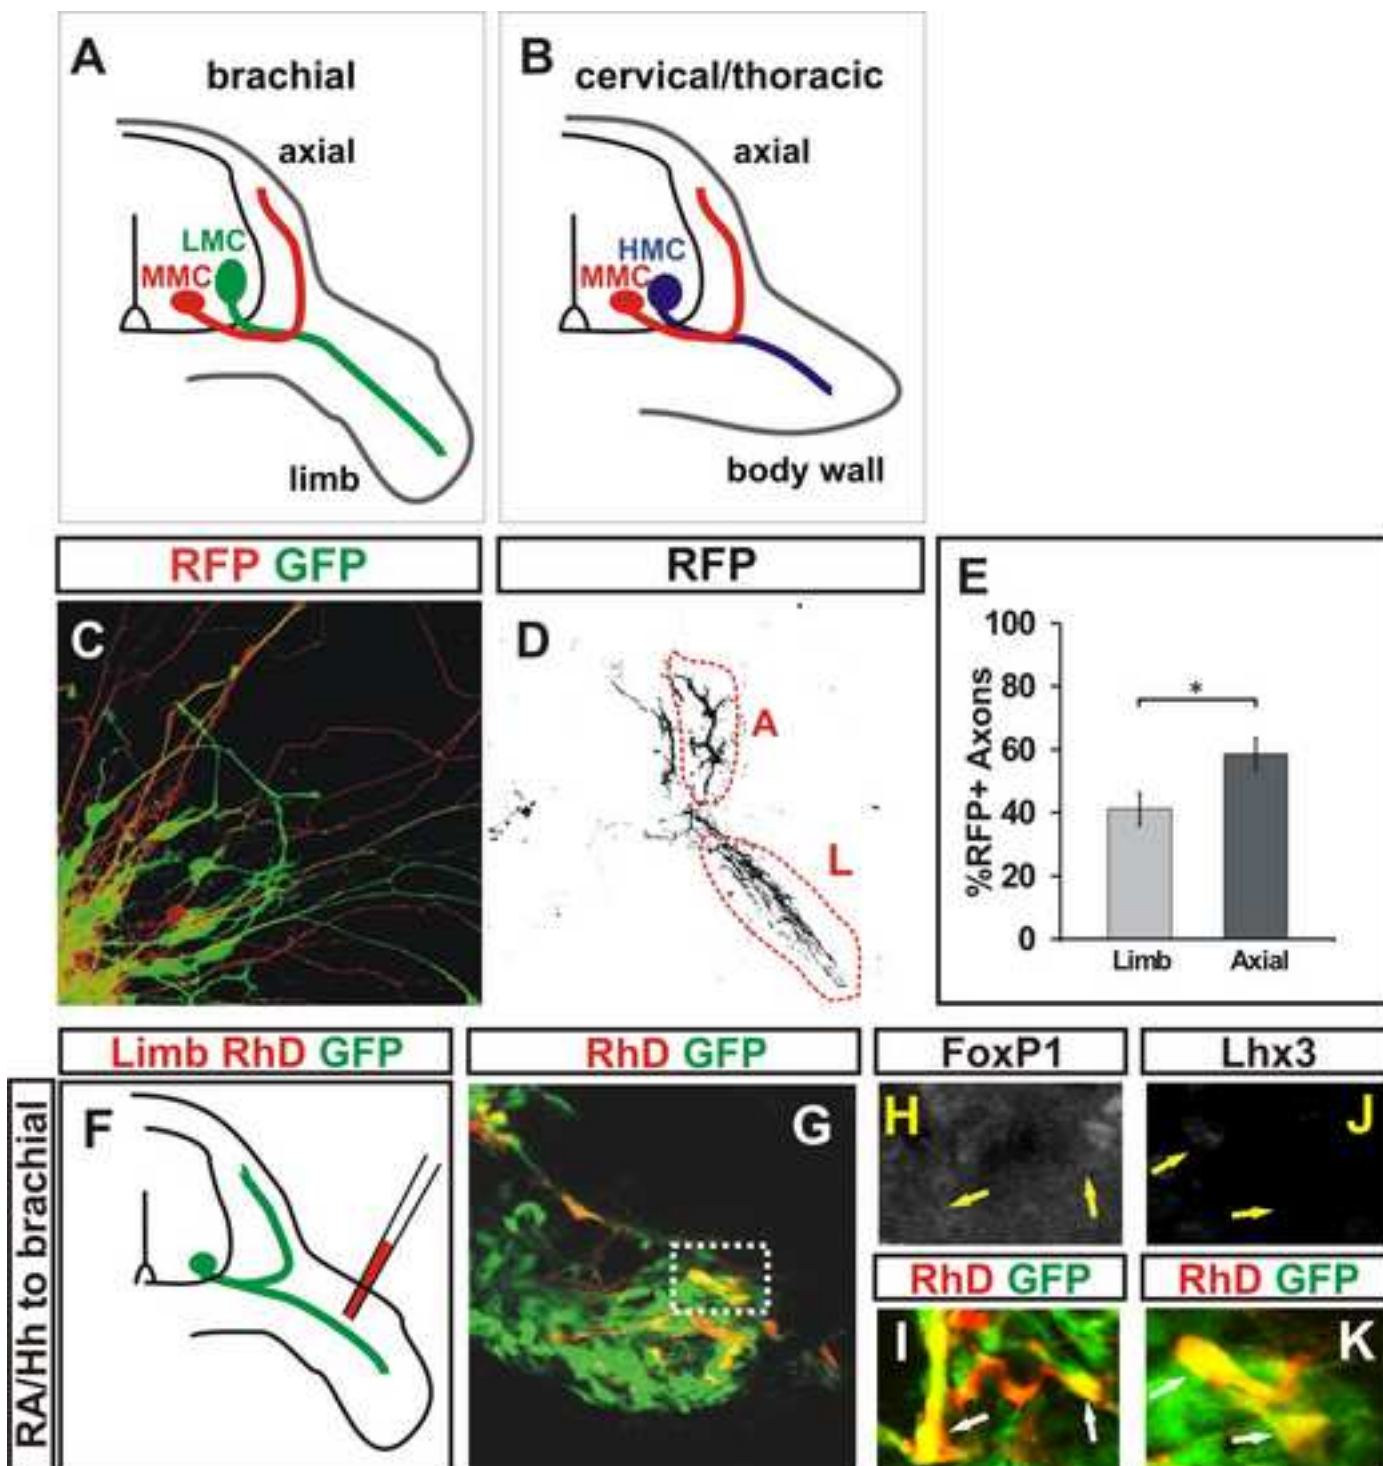 A
brachial
axial
LMC
MMC
limb
B
cervical/thoracic
axial
HMC
MMC
body wall
RFP GFP
C
RFP
D
A
L
E
%RFP+ Axons
100
80
60
40
20
0
*
Limb
Axial
RA/Hh to brachial
Limb RhD GFP
F
RhD GFP
G
FoxP1
H
Lhx3
J
RhD GFP
I
RhD GFP
K